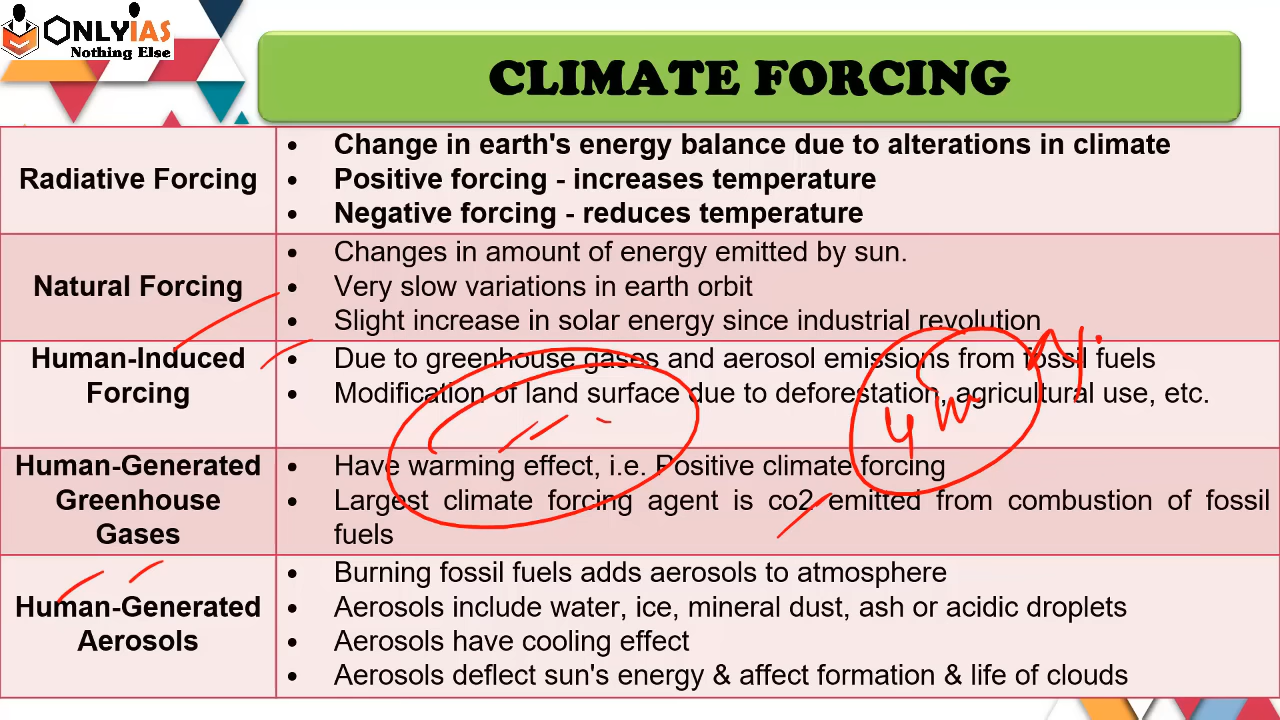 ONLYIAS
Nothing Else
CLIMATE FORCING
Radiative Forcing
• Change in earth's energy balance due to alterations in climate
• Positive forcing - increases temperature
• Negative forcing - reduces temperature
Natural Forcing
• Changes in amount of energy emitted by sun.
• Very slow variations in earth orbit
• Slight increase in solar energy since industrial revolution
Human-Induced
Forcing
• Due to greenhouse gases and aerosol emissions from fossil fuels
• Modification of land surface due to deforestation, agricultural use, etc.
Human-Generated
Greenhouse
Gases
• Have warming effect, i.e. Positive climate forcing
• Largest climate forcing agent is co2 emitted from combustion of fossil
fuels
Human-Generated
Aerosols
• Burning fossil fuels adds aerosols to atmosphere
• Aerosols include water, ice, mineral dust, ash or acidic droplets
• Aerosols have cooling effect
• Aerosols deflect sun's energy & affect formation & life of clouds